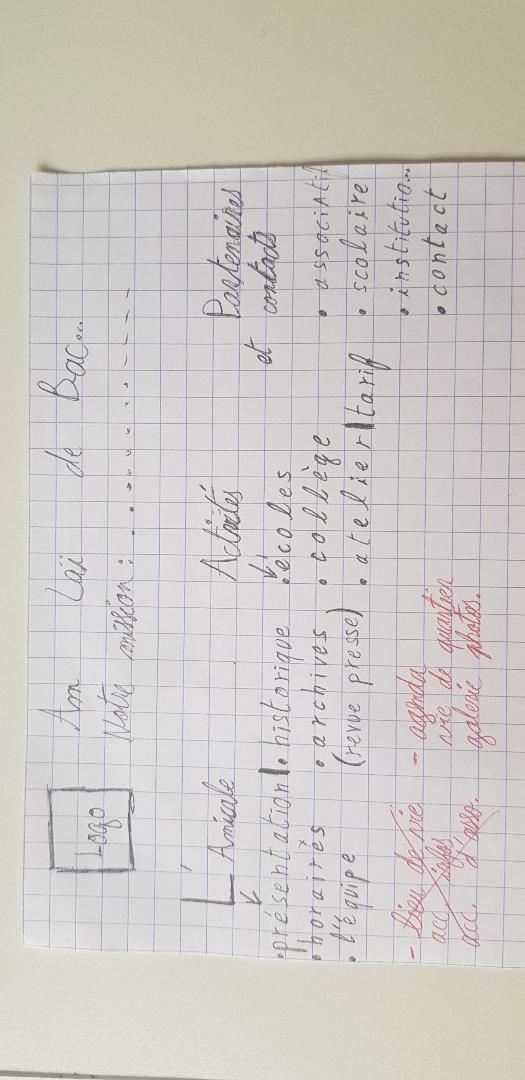 Logo
Am Laï de Bac...
Notre mission : . . . . . . . . - - - - -
L'Amicale
Activités
Partenaires
et contacts
.présentation | . historique
. horaires . archives
. l'équipe (revue presse)
. écoles
. collège
. atelier | tarif
. associatif
. scolaire
. institutio...
. contact
- lieu de vie - agenda
acc infos vie de quartier
acc. d'asso. galerie photos.